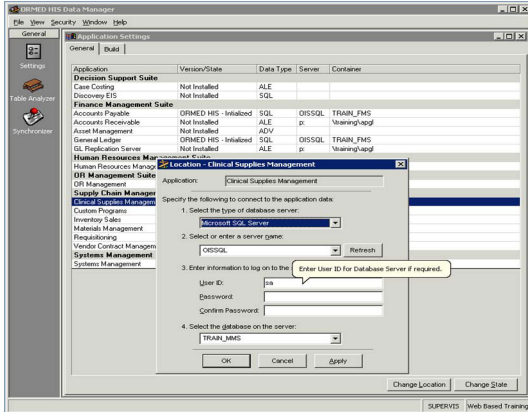 ORMED HIS Data Manager
File View Security Window Help
General
Settings
Table Analyzer
Synchronizer
Application Settings
General Build
Application Version/State Data Type Server Container
Decision Support Suite
Case Costing Not Installed ALE
Discovery EIS Not Installed SQL
Finance Management Suite
Accounts Payable ORMED HIS - Intialized SQL OISSQL TRAIN_FMS
Accounts Receivable Not Installed ALE p: \training\apgl
Asset Management Not Installed ADV
General Ledger ORMED HIS - Intialized SQL OISSQL TRAIN_FMS
GL Replication Server Not Installed ALE p: \training\apgl
Human Resources Management Suite
Human Resources Manag
OR Management Suite
OR Management
Supply Chain Manager
Clinical Supplies Managem
Custom Programs
Inventory Sales
Materials Management
Requisitioning
Vendor Contract Managem
Systems Management
Systems Management
Location - Clinical Supplies Management
Application: Clinical Supplies Management
Specify the following to connect to the application data:
1. Select the type of database server:
Microsoft SQL Server
2. Select or enter a server name:
OISSQL Refresh
3. Enter information to log on to the
Enter User ID for Database Server if required.
User ID: sa
Password:
Confirm Password:
4. Select the database on the server:
TRAIN_MMS
OK Cancel Apply
Change Location Change State
SUPERVIS Web Based Training